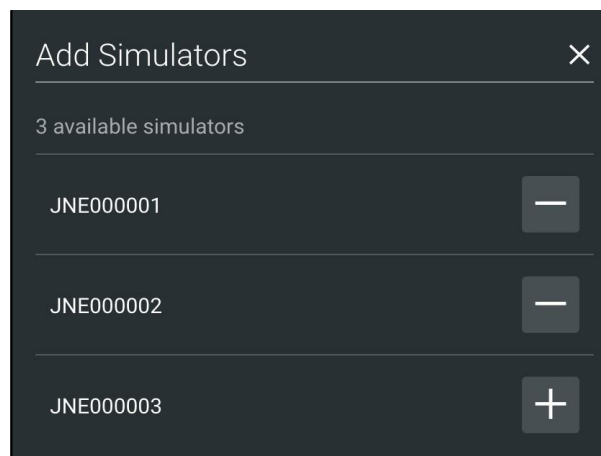 Add Simulators
3 available simulators
JNE000001
JNE000002
JNE000003